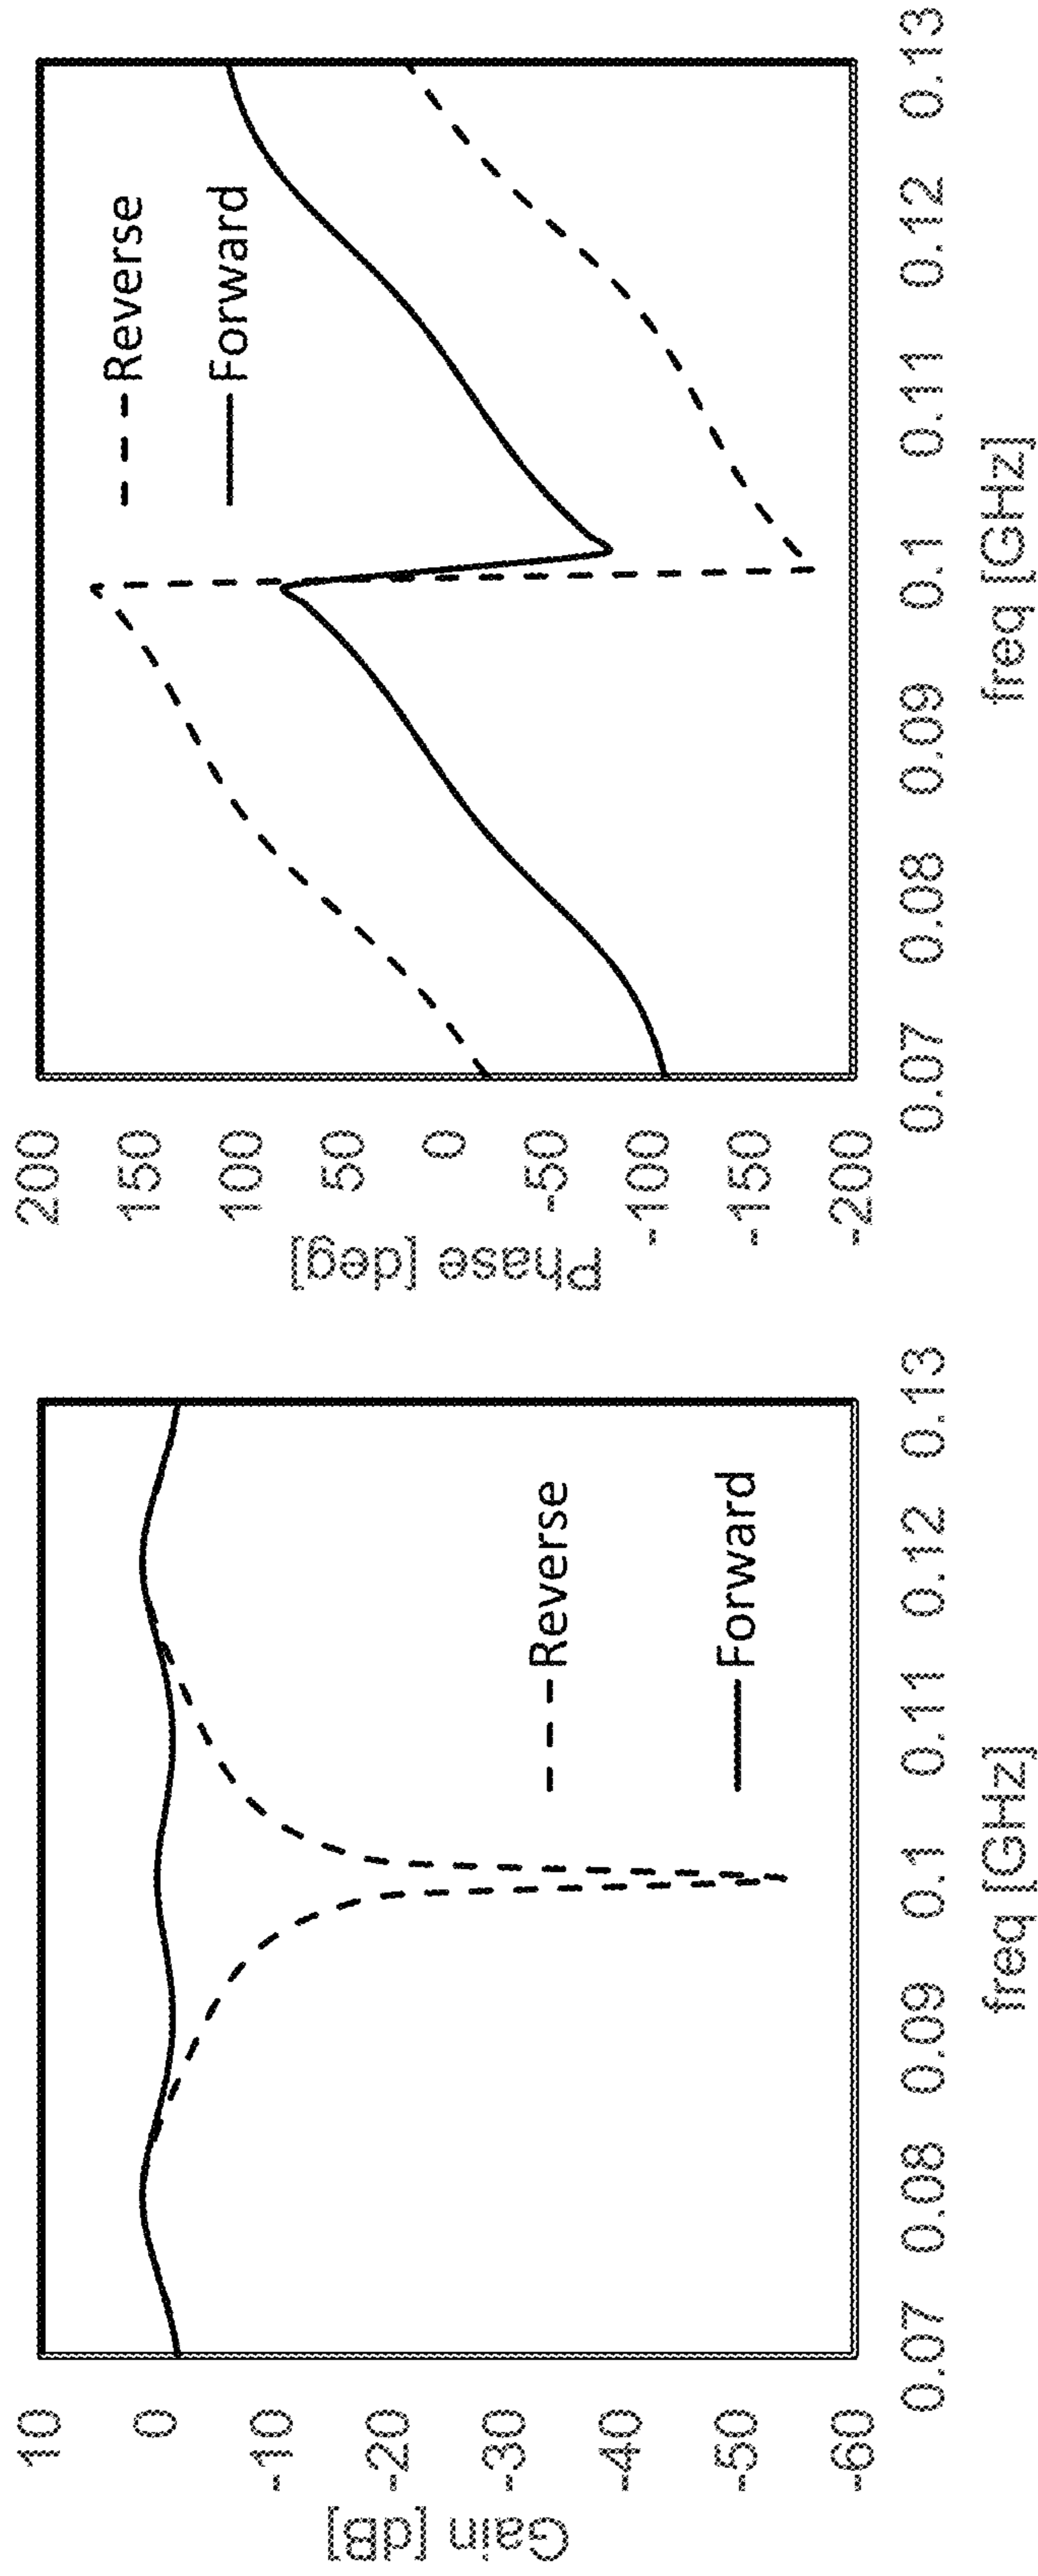 Gain [dB]
10
0
-10
-20
-30
-40
-50
-60
Reverse
Forward
0.07 0.08 0.09 0.1 0.11 0.12 0.13
freq [GHz]
Phase [deg]
200
150
100
50
0
-50
-100
-150
-200
Reverse
Forward
0.07 0.08 0.09 0.1 0.11 0.12 0.13
freq [GHz]